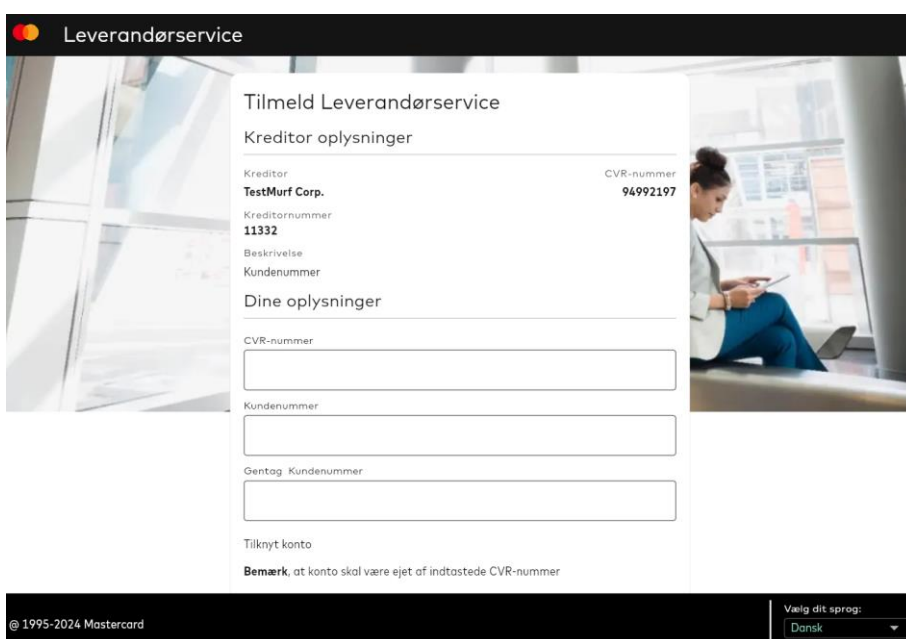 Leverandørservice
Tilmeld Leverandørservice
Kreditor oplysninger
Kreditor CVR-nummer
TestMurf Corp. 94992197
Kreditornummer
11332
Beskrivelse
Kundenummer
Dine oplysninger
CVR-nummer
Kundenummer
Gentag Kundenummer
Tilknyt konto
Bemærk, at konto skal være ejet af indtastede CVR-nummer
@ 1995-2024 Mastercard
Vælg dit sprog:
Dansk